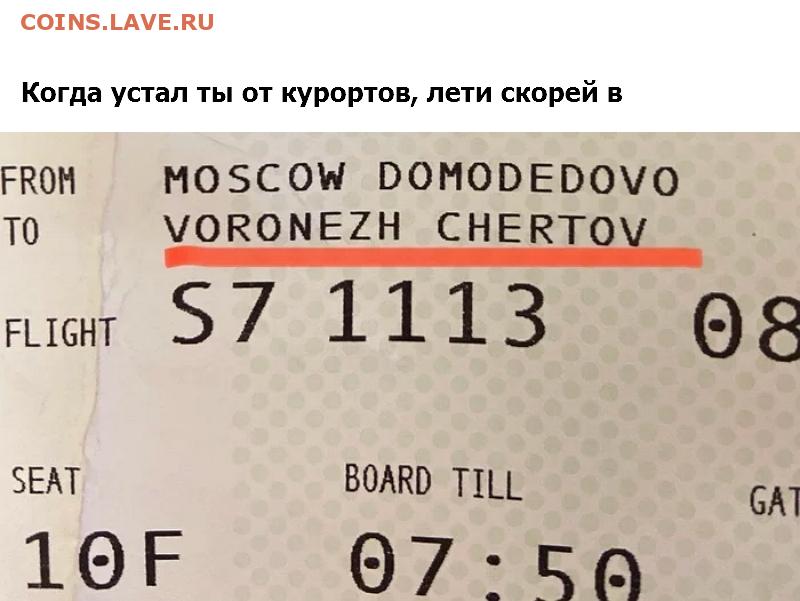 COINS.LAVE.RU
Когда устал ты от курортов, лети скорей в
FROM MOSCOW DOMODEDOVO
TO VORONEZH CHERTOV
FLIGHT S7 1113 08
SEAT BOARD TILL GAT
10F 07:50